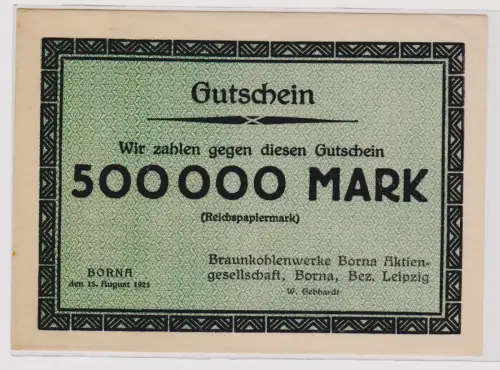 Gutschein
Wir zahlen gegen diesen Gutschein
500000 MARK
(Reichspapiermark)
BORNA
den 15. August 1923
Braunkohlenwerke Borna Aktien-
gesellschaft, Borna, Bez. Leipzig
W. Gebhardt